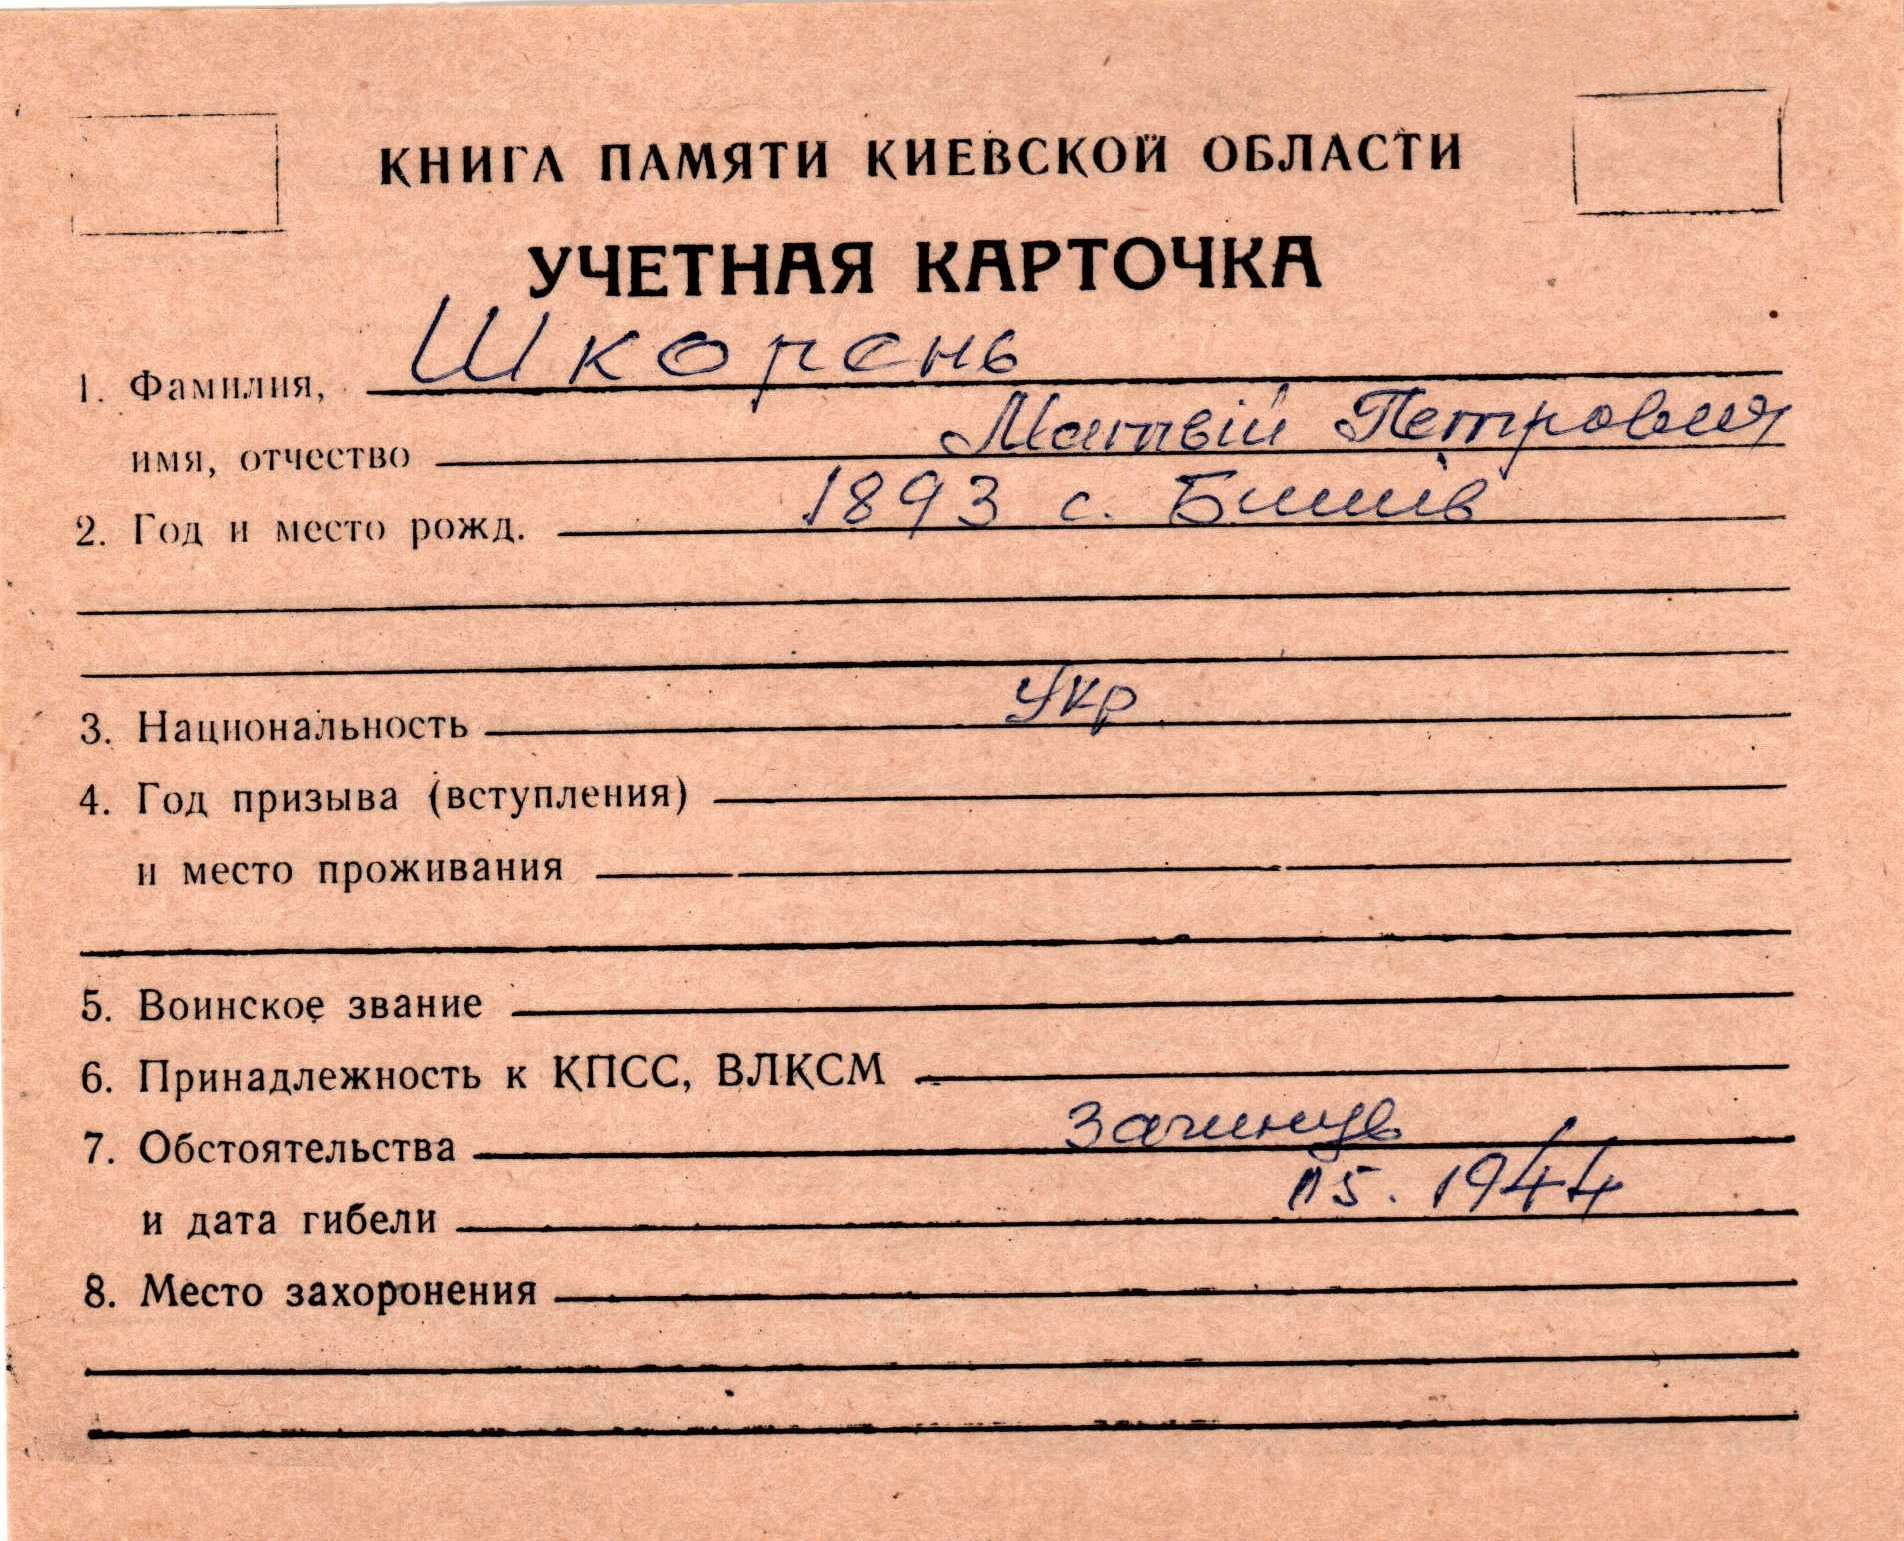 КНИГА ПАМЯТИ КИЕВСКОЙ ОБЛАСТИ
УЧЕТНАЯ КАРТОЧКА
1. Фамилия, Шкорень
имя, отчество Матвій Петрович
2. Год и место рожд. 1893 с. Бишів
3. Национальность Укр
4. Год призыва (вступления)
и место проживания
5. Воинское звание
6. Принадлежность к КПСС, ВЛКСМ
7. Обстоятельства Загинув
и дата гибели 5. 1944
8. Место захоронения